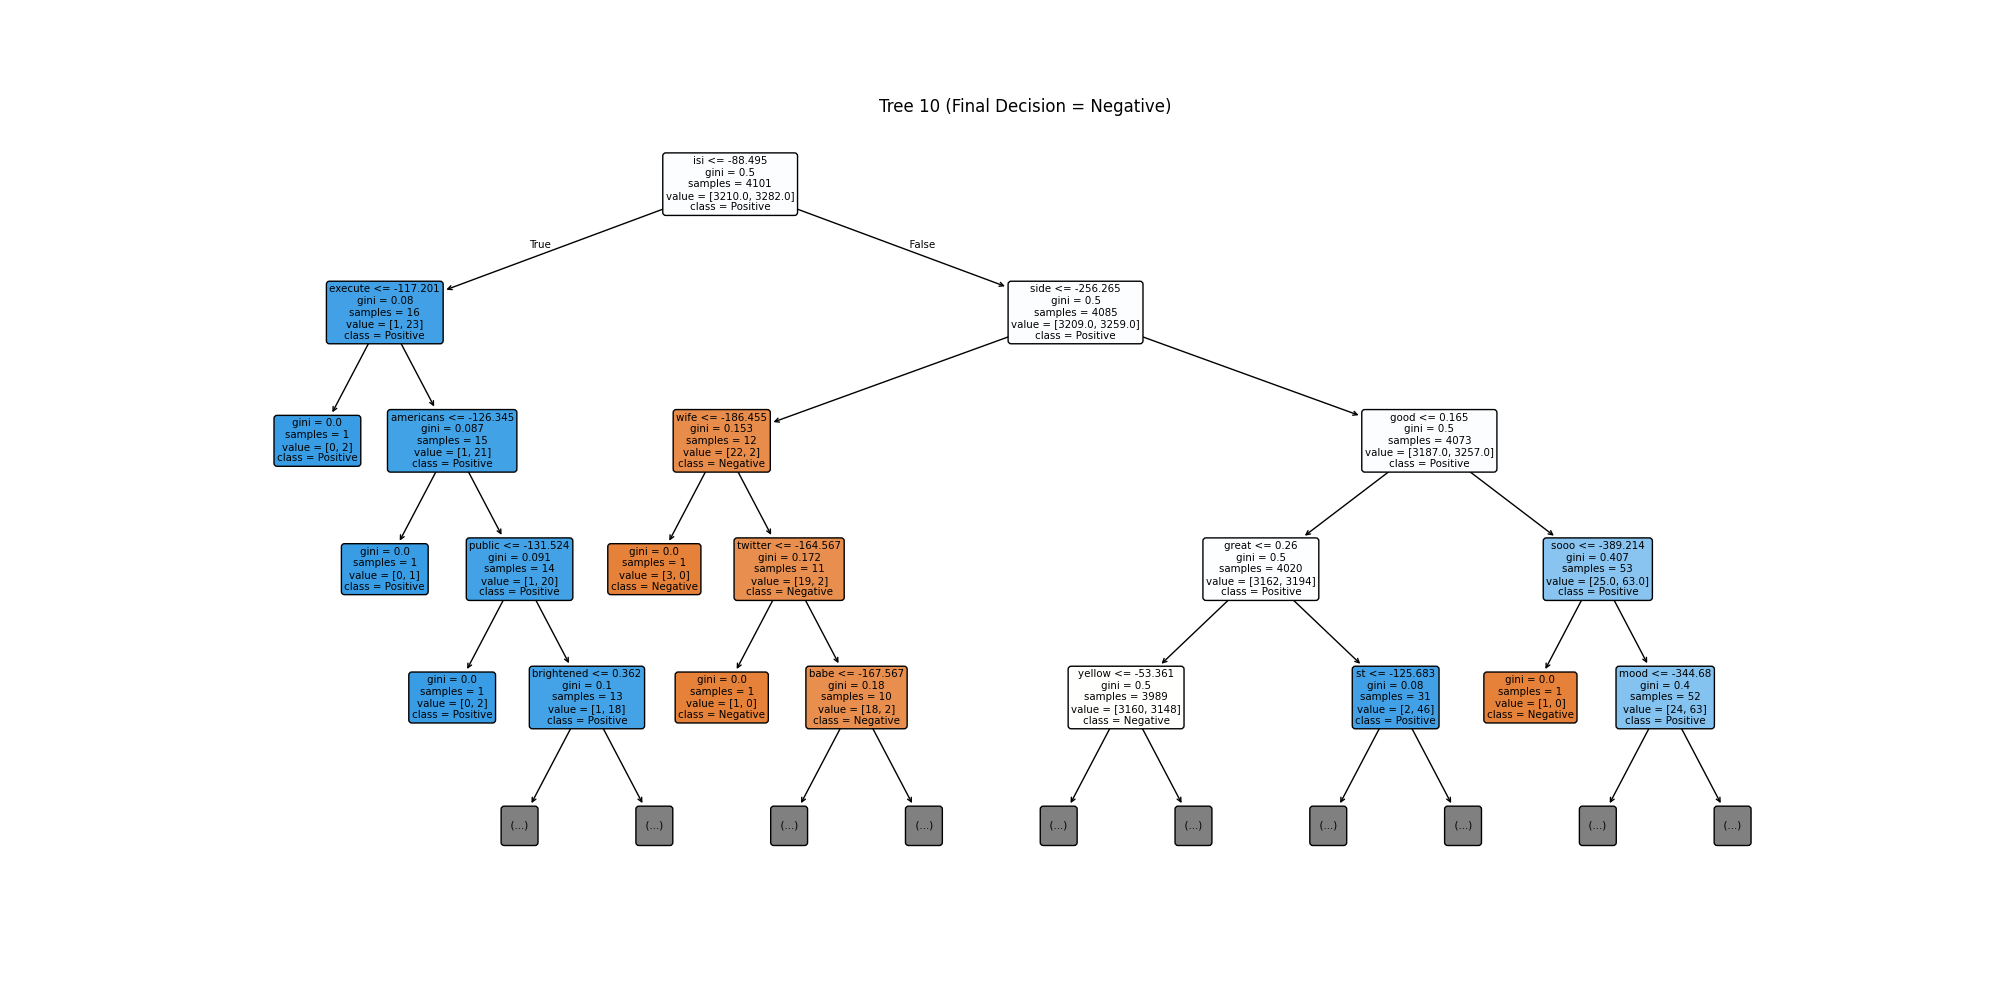 Tree 10 (Final Decision = Negative)
isi <= -88.495
gini = 0.5
samples = 4101
value = [3210.0, 3282.0]
class = Positive
True
False
execute <= -117.201
gini = 0.08
samples = 16
value = [1, 23]
class = Positive
side <= -256.265
gini = 0.5
samples = 4085
value = [3209.0, 3259.0]
class = Positive
gini = 0.0
samples = 1
value = [0, 2]
class = Positive
americans <= -126.345
gini = 0.087
samples = 15
value = [1, 21]
class = Positive
wife <= -186.455
gini = 0.153
samples = 12
value = [22, 2]
class = Negative
good <= 0.165
gini = 0.5
samples = 4073
value = [3187.0, 3257.0]
class = Positive
gini = 0.0
samples = 1
value = [0, 1]
class = Positive
public <= -131.524
gini = 0.091
samples = 14
value = [1, 20]
class = Positive
gini = 0.0
samples = 1
value = [3, 0]
class = Negative
twitter <= -164.567
gini = 0.172
samples = 11
value = [19, 2]
class = Negative
great <= 0.26
gini = 0.5
samples = 4020
value = [3162, 3194]
class = Positive
sooo <= -389.214
gini = 0.407
samples = 53
value = [25.0, 63.0]
class = Positive
gini = 0.0
samples = 1
value = [0, 2]
class = Positive
brightened <= 0.362
gini = 0.1
samples = 13
value = [1, 18]
class = Positive
gini = 0.0
samples = 1
value = [1, 0]
class = Negative
babe <= -167.567
gini = 0.18
samples = 10
value = [18, 2]
class = Negative
yellow <= -53.361
gini = 0.5
samples = 3989
value = [3160, 3148]
class = Negative
st <= -125.683
gini = 0.08
samples = 31
value = [2, 46]
class = Positive
gini = 0.0
samples = 1
value = [1, 0]
class = Negative
mood <= -344.68
gini = 0.4
samples = 52
value = [24, 63]
class = Positive
(...)
(...)
(...)
(...)
(...)
(...)
(...)
(...)
(...)
(...)